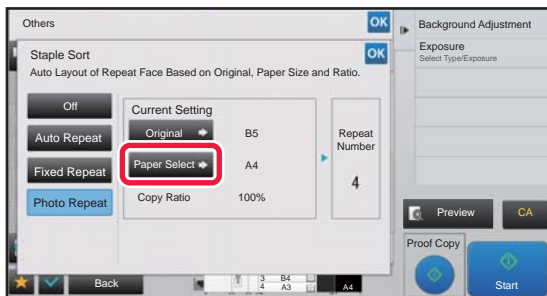 Others
OK
Background Adjustment
Exposure
Select Type/Exposure
Staple Sort
OK
Auto Layout of Repeat Face Based on Original, Paper Size and Ratio.
Off
Auto Repeat
Fixed Repeat
Photo Repeat
Current Setting
Original
B5
Paper Select
A4
Copy Ratio
100%
Repeat
Number
4
Preview
CA
Proof Copy
Start
Back
3 B4
4 A3
A4